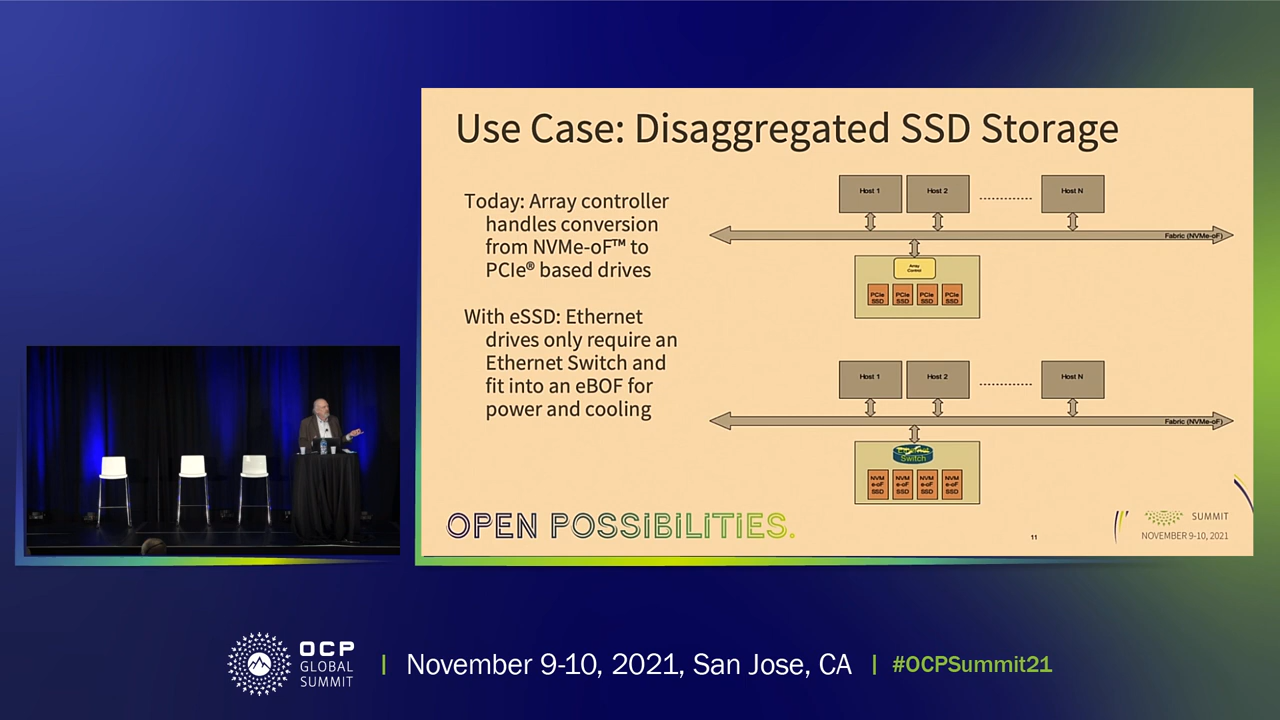 Use Case: Disaggregated SSD Storage
Today: Array controller
handles conversion
from NVMe-oF™ to
PCIe® based drives
With eSSD: Ethernet
drives only require an
Ethernet Switch and
fit into an eBOF for
power and cooling
Host 1
Host 2
Host N
Fabric (NVMe-oF)
Array
Control
PCIe
SSD
PCIe
SSD
PCIe
SSD
PCIe
SSD
Host 1
Host 2
Host N
Fabric (NVMe-oF)
Ethernet
Switch
NVM
e-oF
SSD
NVM
e-oF
SSD
NVM
e-oF
SSD
NVM
e-oF
SSD
OPEN POSSIBILITIES.
11
SUMMIT
NOVEMBER 9-10, 2021
OCP
GLOBAL
SUMMIT
November 9-10, 2021, San Jose, CA
#OCPSummit21